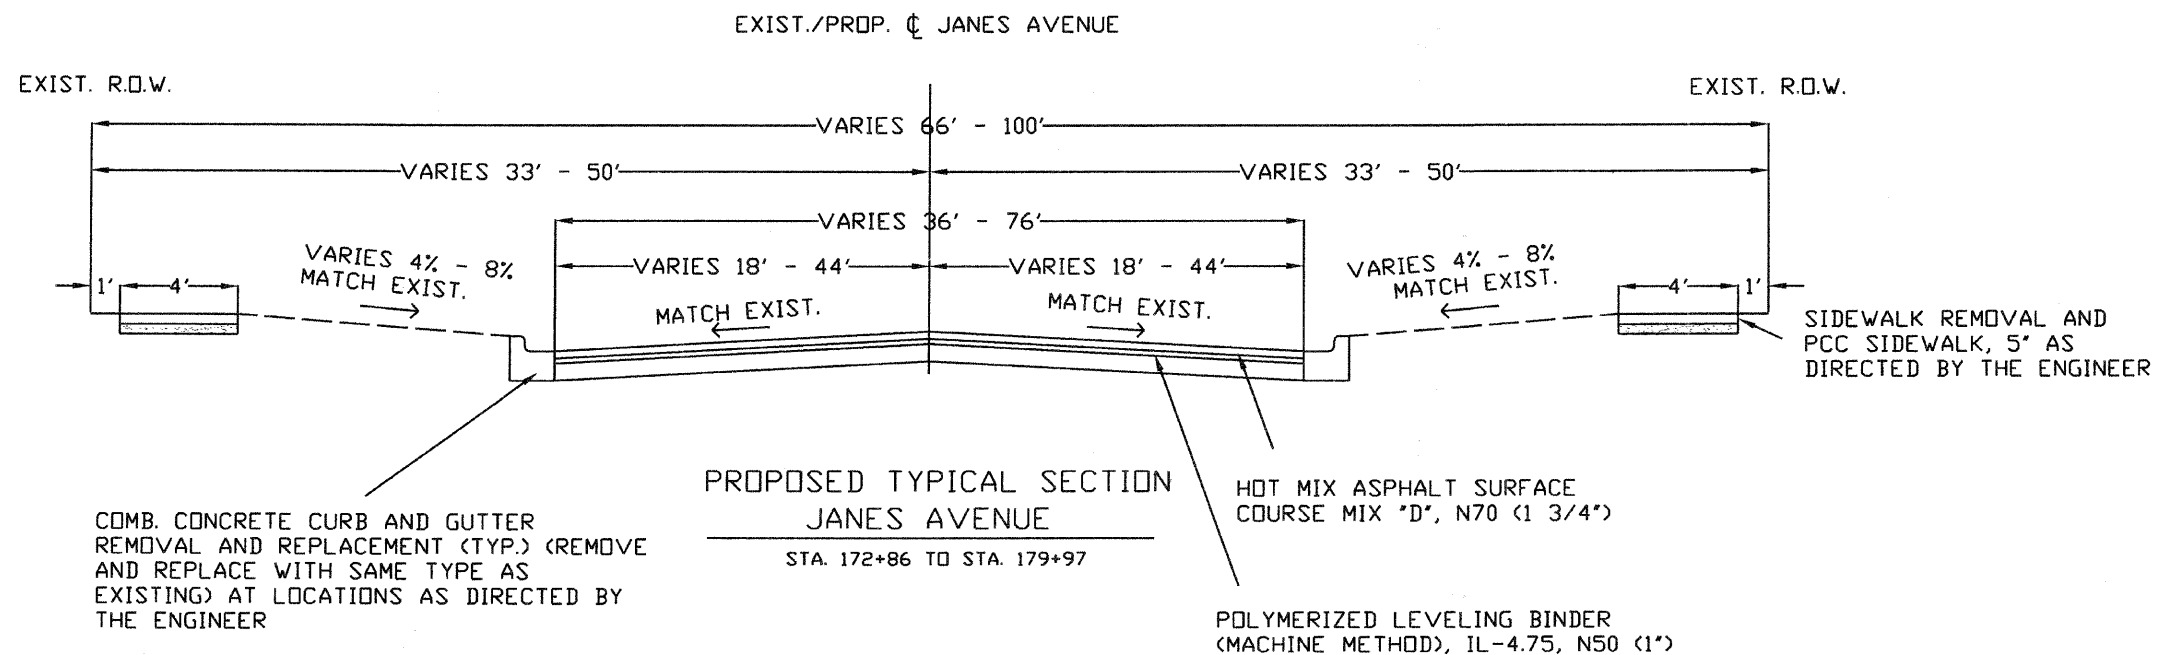 EXIST./PROP. ℄ JANES AVENUE
EXIST. R.O.W.
EXIST. R.O.W.
VARIES 66' - 100'
VARIES 33' - 50'
VARIES 33' - 50'
VARIES 36' - 76'
VARIES 4% - 8%
MATCH EXIST.
VARIES 18' - 44'
VARIES 18' - 44'
VARIES 4% - 8%
MATCH EXIST.
1'
4'
MATCH EXIST.
MATCH EXIST.
4'
1'
SIDEWALK REMOVAL AND
PCC SIDEWALK, 5" AS
DIRECTED BY THE ENGINEER
PROPOSED TYPICAL SECTION
JANES AVENUE
STA. 172+86 TO STA. 179+97
HOT MIX ASPHALT SURFACE
COURSE MIX "D", N70 (1 3/4")
COMB. CONCRETE CURB AND GUTTER
REMOVAL AND REPLACEMENT (TYP.) (REMOVE
AND REPLACE WITH SAME TYPE AS
EXISTING) AT LOCATIONS AS DIRECTED BY
THE ENGINEER
POLYMERIZED LEVELING BINDER
(MACHINE METHOD), IL-4.75, N50 (1")